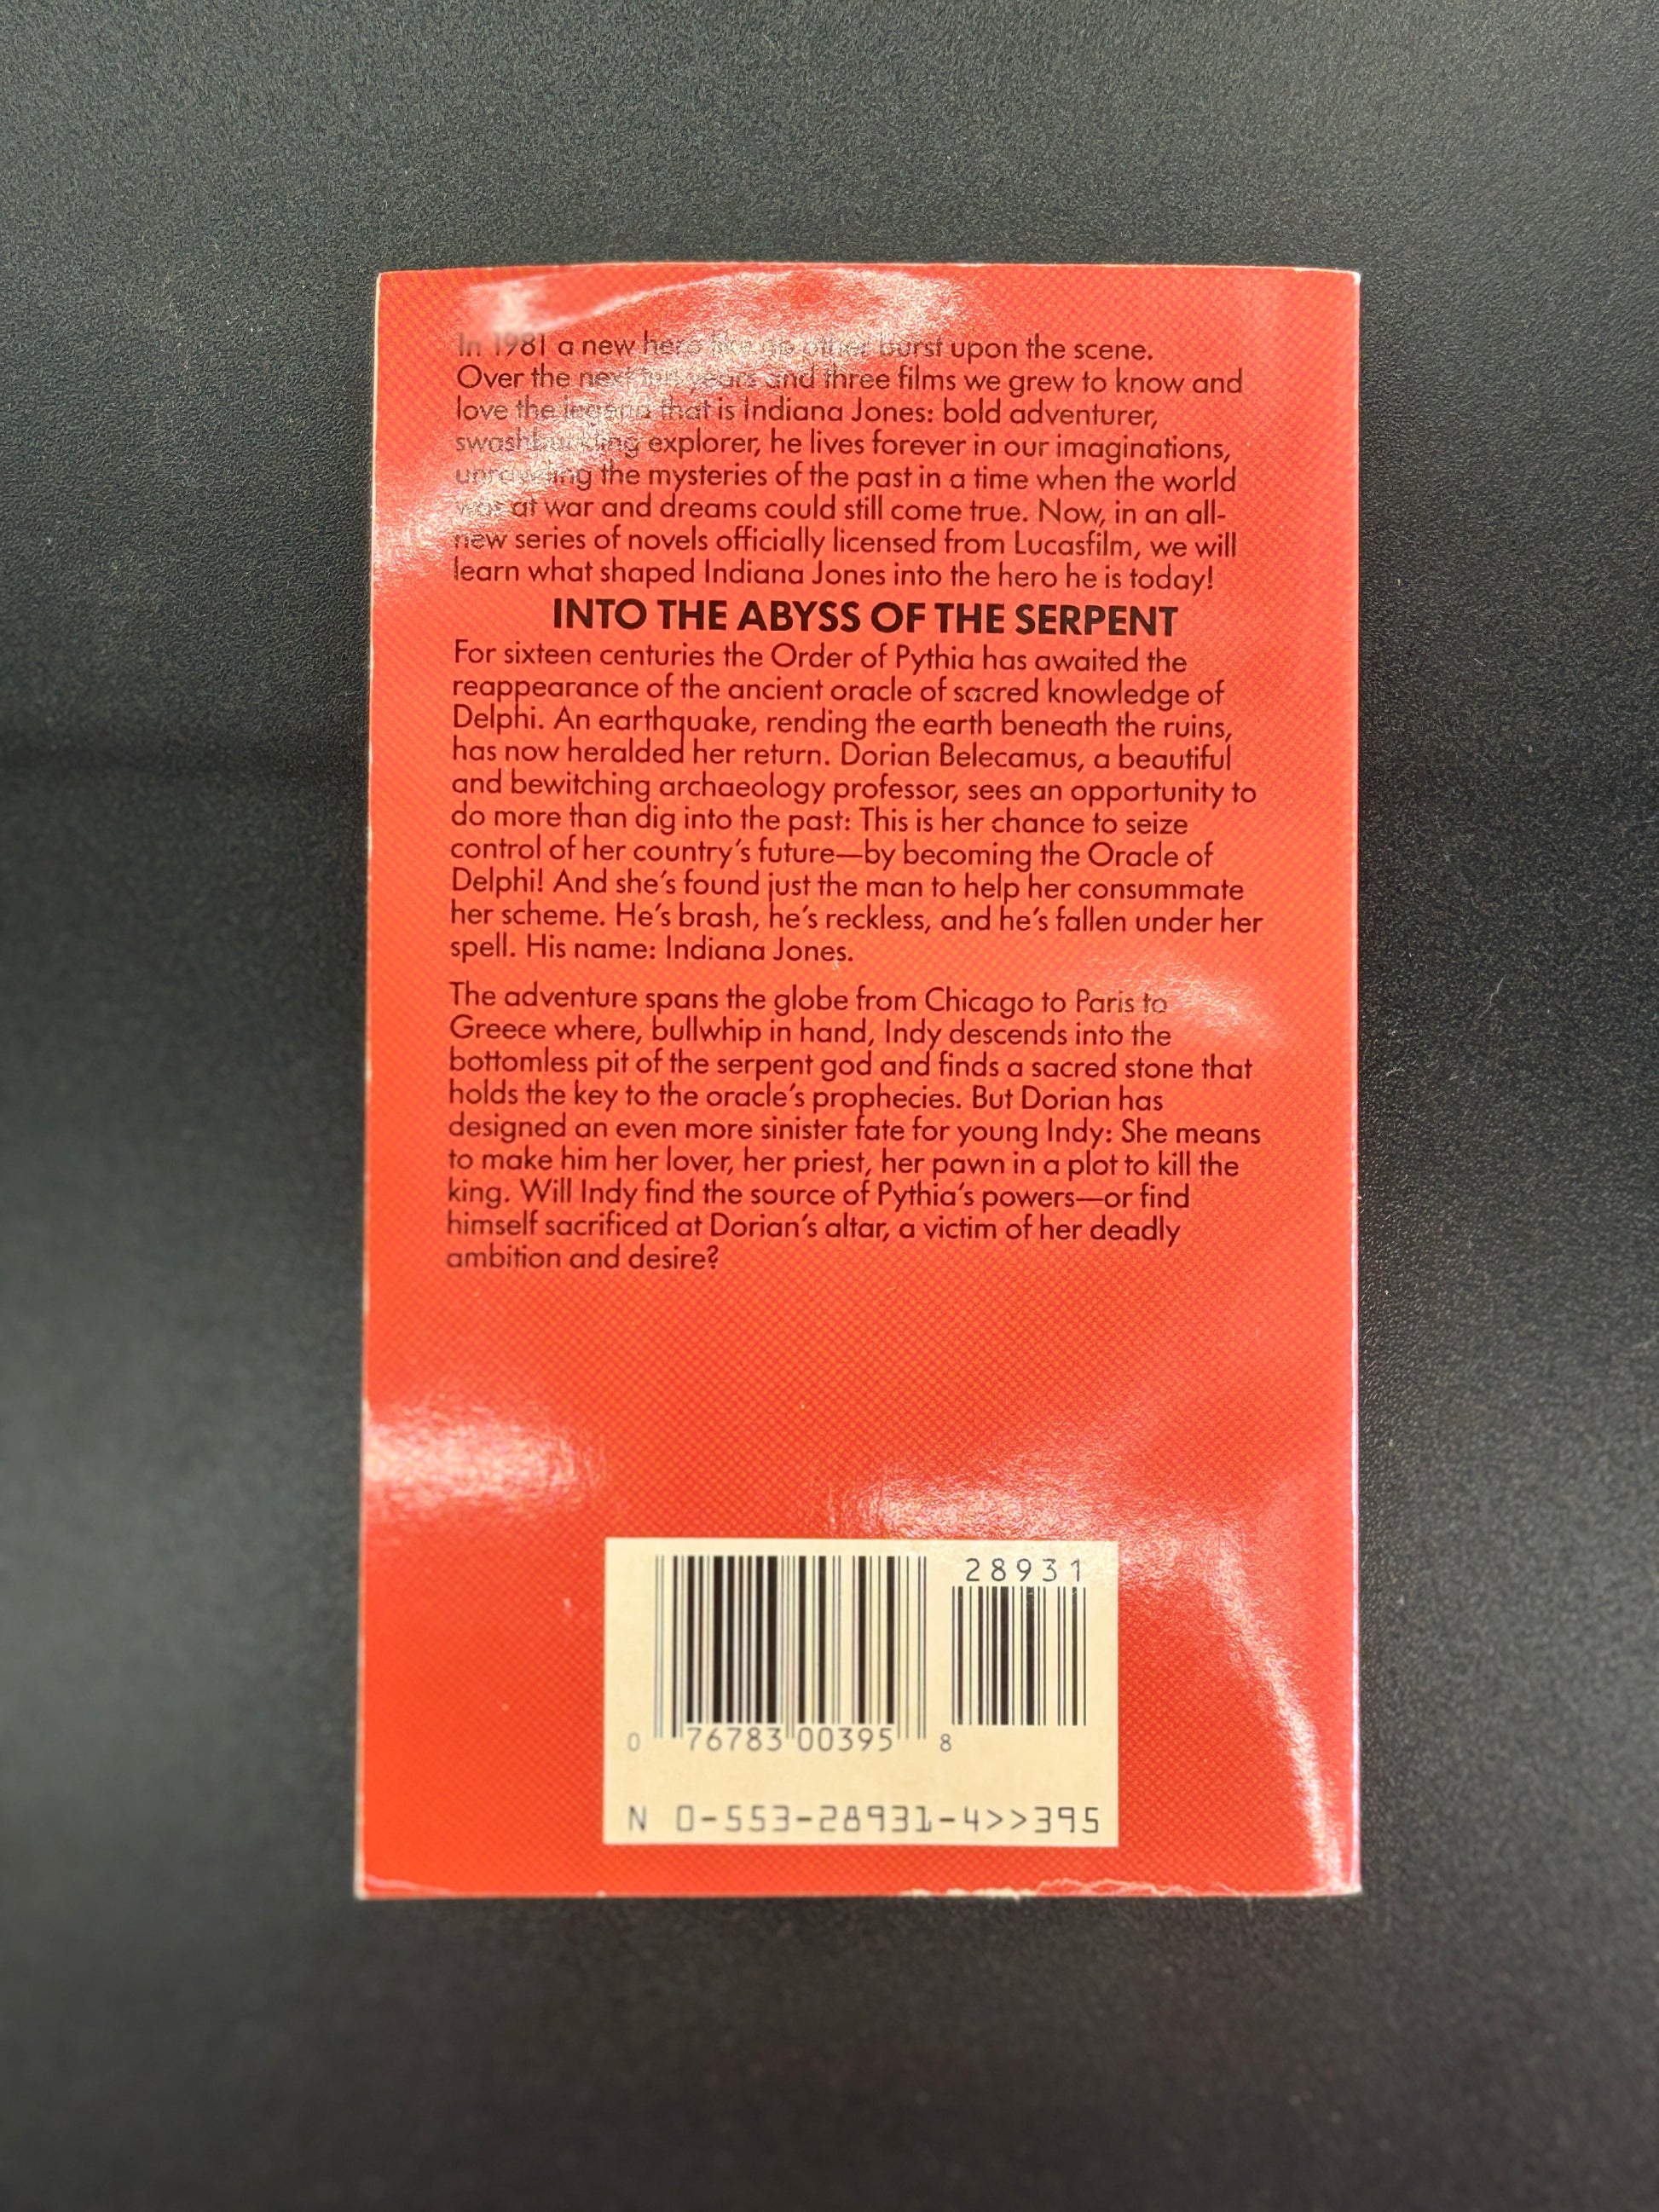 In 1981 a new hero like no other burst upon the scene.
Over the next ten years and three films we grew to know and
love the legend that is Indiana Jones: bold adventurer,
swashbuckling explorer, he lives forever in our imaginations,
unraveling the mysteries of the past in a time when the world
was at war and dreams could still come true. Now, in an all-
new series of novels officially licensed from Lucasfilm, we will
learn what shaped Indiana Jones into the hero he is today!
INTO THE ABYSS OF THE SERPENT
For sixteen centuries the Order of Pythia has awaited the
reappearance of the ancient oracle of sacred knowledge of
Delphi. An earthquake, rending the earth beneath the ruins,
has now heralded her return. Dorian Belecamus, a beautiful
and bewitching archaeology professor, sees an opportunity to
do more than dig into the past: This is her chance to seize
control of her country's future—by becoming the Oracle of
Delphi! And she's found just the man to help her consummate
her scheme. He's brash, he's reckless, and he's fallen under her
spell. His name: Indiana Jones.
The adventure spans the globe from Chicago to Paris to
Greece where, bullwhip in hand, Indy descends into the
bottomless pit of the serpent god and finds a sacred stone that
holds the key to the oracle's prophecies. But Dorian has
designed an even more sinister fate for young Indy: She means
to make him her lover, her priest, her pawn in a plot to kill the
king. Will Indy find the source of Pythia's powers—or find
himself sacrificed at Dorian's altar, a victim of her deadly
ambition and desire?
28931
0 76783 00395 8
N 0-553-28931-4>>395